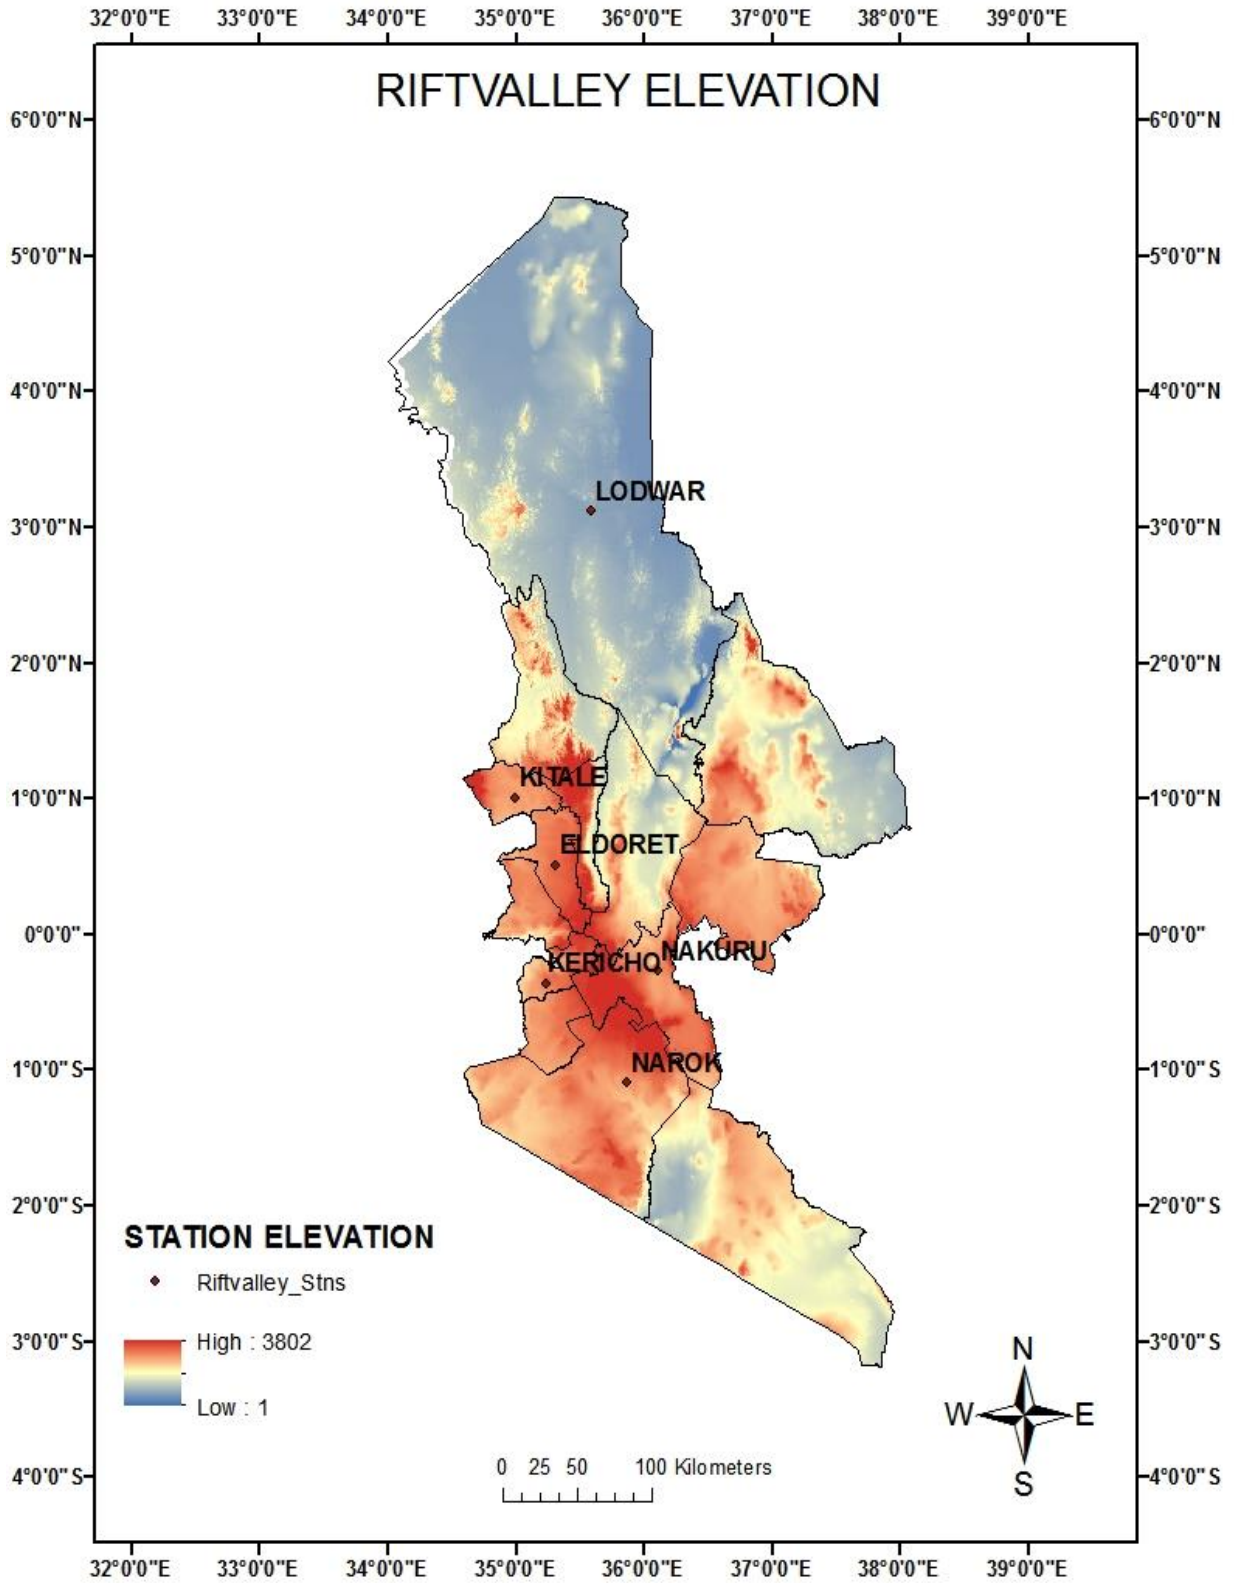 32°0'0"E 33°0'0"E 34°0'0"E 35°0'0"E 36°0'0"E 37°0'0"E 38°0'0"E 39°0'0"E
RIFTVALLEY ELEVATION
6°0'0"N 6°0'0"N
5°0'0"N 5°0'0"N
4°0'0"N 4°0'0"N
LODWAR
3°0'0"N 3°0'0"N
2°0'0"N 2°0'0"N
KITALE
1°0'0"N 1°0'0"N
ELDORET
0°0'0" 0°0'0"
NAKURU
KERICHO
NAROK
1°0'0"S 1°0'0"S
2°0'0"S 2°0'0"S
STATION ELEVATION
Riftvalley_Stns
High : 3802
3°0'0"S 3°0'0"S
Low : 1
N
W E
S
0 25 50 100 Kilometers
4°0'0"S 4°0'0"S
32°0'0"E 33°0'0"E 34°0'0"E 35°0'0"E 36°0'0"E 37°0'0"E 38°0'0"E 39°0'0"E